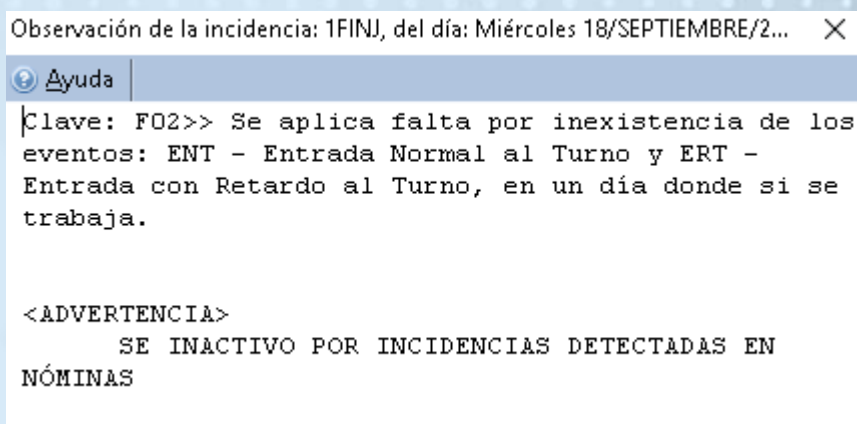 Observación de la incidencia: 1FINJ, del día: Miércoles 18/SEPTIEMBRE/2...
Ayuda
Clave: F02>> Se aplica falta por inexistencia de los
eventos: ENT - Entrada Normal al Turno y ERT -
Entrada con Retardo al Turno, en un día donde si se
trabaja.
<ADVERTENCIA>
SE INACTIVO POR INCIDENCIAS DETECTADAS EN
NÓMINAS